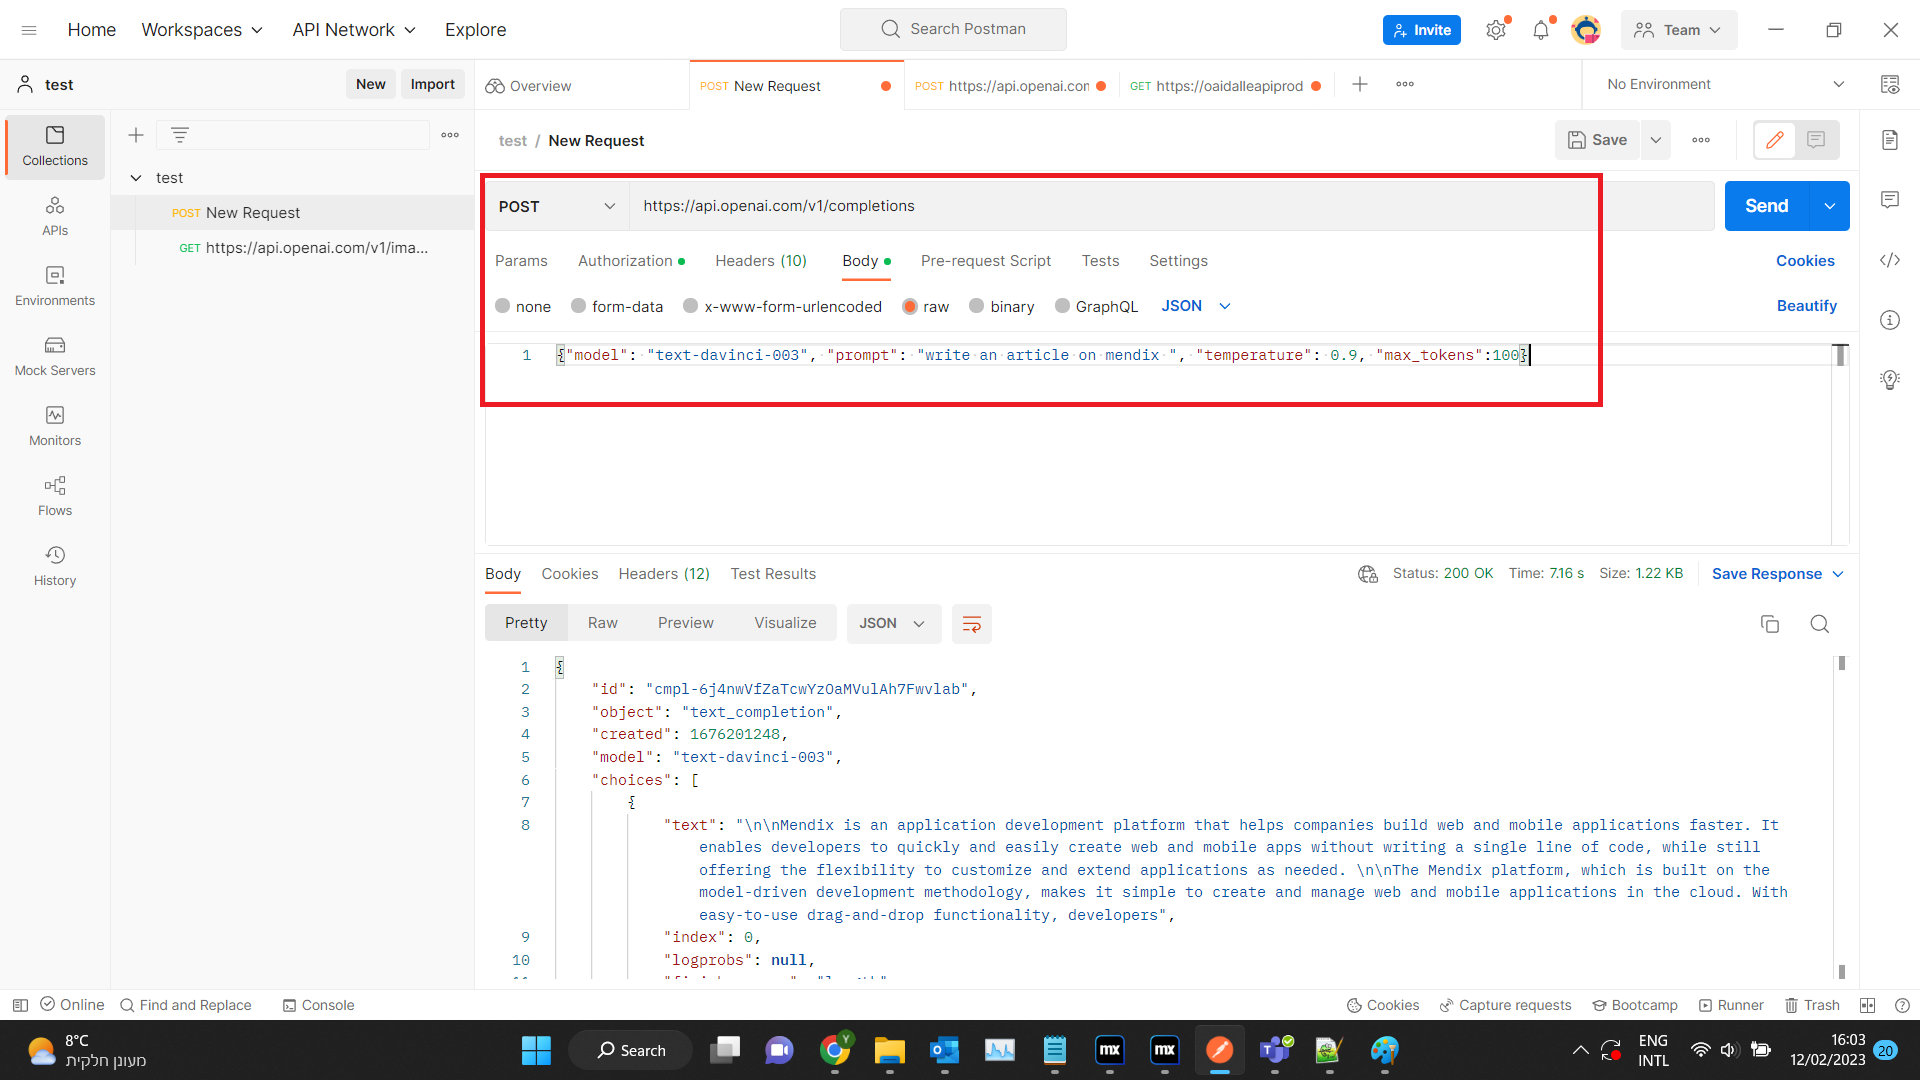 Home Workspaces API Network Explore Search Postman Invite Team
test New Import Overview POST New Request POST https://api.openai.con GET https://oaidalleapiprod No Environment
test / New Request Save
Collections
test
POST New Request
GET https://api.openai.com/v1/ima...
APIs
Environments
Mock Servers
Monitors
Flows
History
POST https://api.openai.com/v1/completions Send
Params Authorization Headers (10) Body Pre-request Script Tests Settings Cookies
none form-data x-www-form-urlencoded raw binary GraphQL JSON Beautify
1 {"model": "text-davinci-003", "prompt": "write an article on mendix ", "temperature": 0.9, "max_tokens":100}
Body Cookies Headers (12) Test Results Status: 200 OK Time: 7.16 s Size: 1.22 KB Save Response
Pretty Raw Preview Visualize JSON
1 {
2 "id": "cmpl-6j4nwVfZaTcwYzOaMVulAh7Fwvlab",
3 "object": "text_completion",
4 "created": 1676201248,
5 "model": "text-davinci-003",
6 "choices": [
7 {
8 "text": "\n\nMendix is an application development platform that helps companies build web and mobile applications faster. It
enables developers to quickly and easily create web and mobile apps without writing a single line of code, while still
offering the flexibility to customize and extend applications as needed. \n\nThe Mendix platform, which is built on the
model-driven development methodology, makes it simple to create and manage web and mobile applications in the cloud. With
easy-to-use drag-and-drop functionality, developers",
9 "index": 0,
10 "logprobs": null,
Online Find and Replace Console Cookies Capture requests Bootcamp Runner Trash
8°C
מעונן חלקית
Search
mx mx
ENG
INTL
16:03
12/02/2023
20